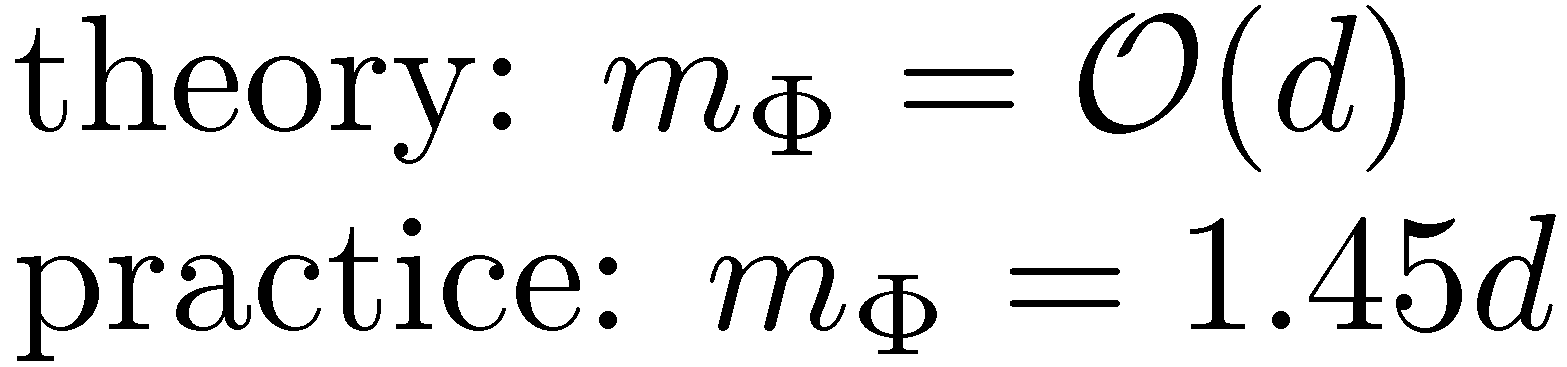 theory: m_Φ = 𝒪(d)
practice: m_Φ = 1.45d